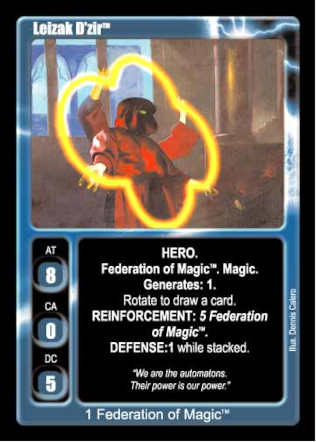 Leizak D'zir™
AT
8
CA
0
DC
5
HERO.
Federation of Magic™. Magic.
Generates: 1.
Rotate to draw a card.
REINFORCEMENT: 5 Federation
of Magic™.
DEFENSE:1 while stacked.
"We are the automatons.
Their power is our power."
Illus. Dennis Calero
1 Federation of Magic™